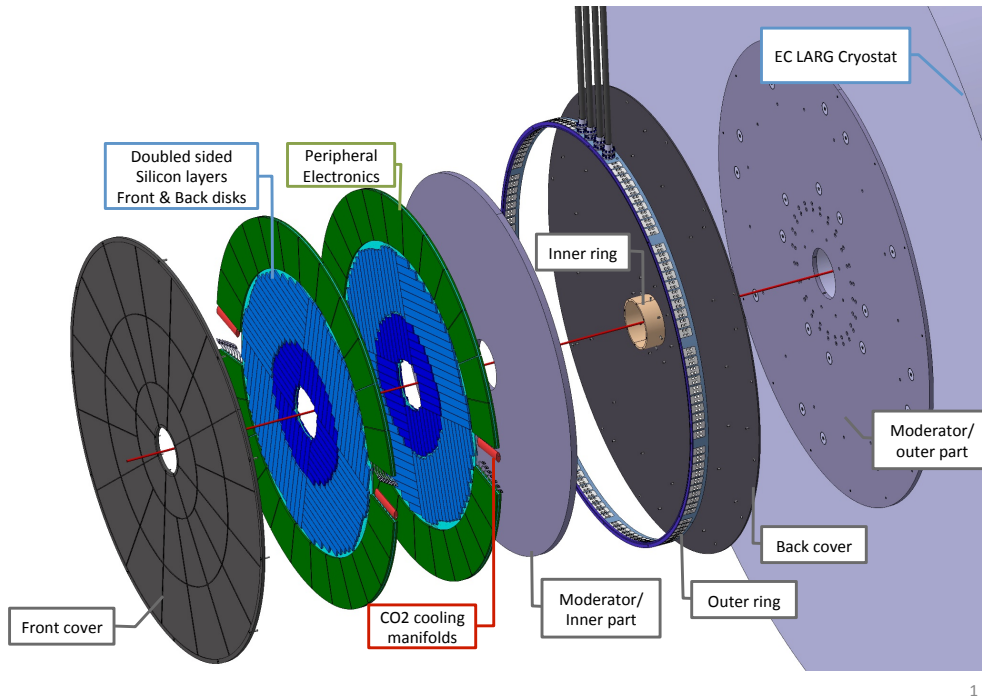 EC LARG Cryostat
Doubled sided
Silicon layers
Front & Back disks
Peripheral
Electronics
Inner ring
Moderator/
outer part
Back cover
Outer ring
Moderator/
Inner part
CO2 cooling
manifolds
Front cover
1